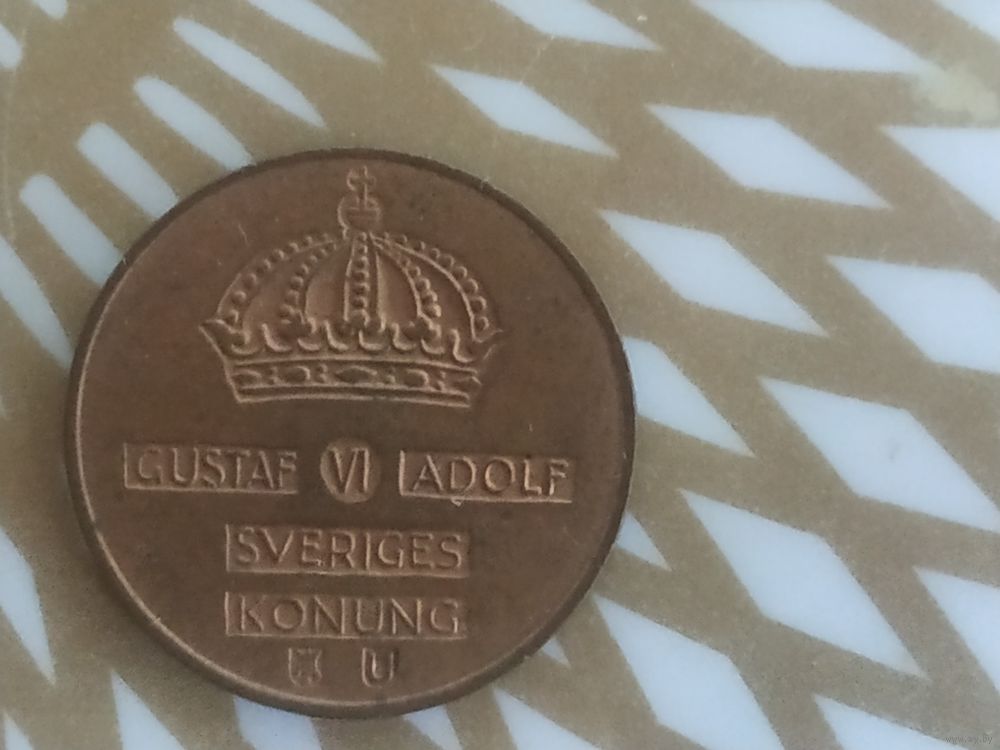 GUSTAF VI ADOLF
SVERIGES
KONUNG
U